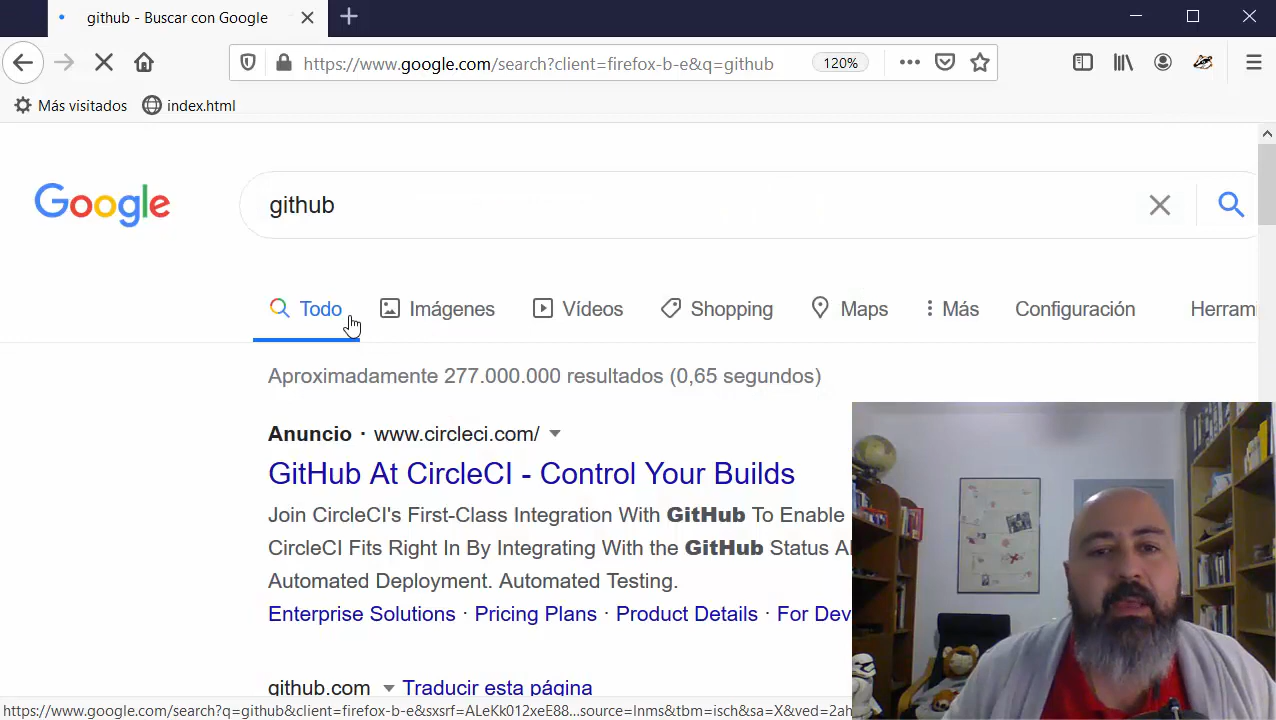 github - Buscar con Google
https://www.google.com/search?client=firefox-b-e&q=github
120%
Más visitados
index.html
Google
github
Todo
Imágenes
Vídeos
Shopping
Maps
Más
Configuración
Herrami
Aproximadamente 277.000.000 resultados (0,65 segundos)
Anuncio · www.circleci.com/
GitHub At CircleCI - Control Your Builds
Join CircleCI's First-Class Integration With GitHub To Enable
CircleCI Fits Right In By Integrating With the GitHub Status A
Automated Deployment. Automated Testing.
Enterprise Solutions · Pricing Plans · Product Details · For Dev
github.com
Traducir esta página
https://www.google.com/search?q=github&client=firefox-b-e&sxsrf=ALeKk012xeE88...source=lnms&tbm=isch&sa=X&ved=2ah